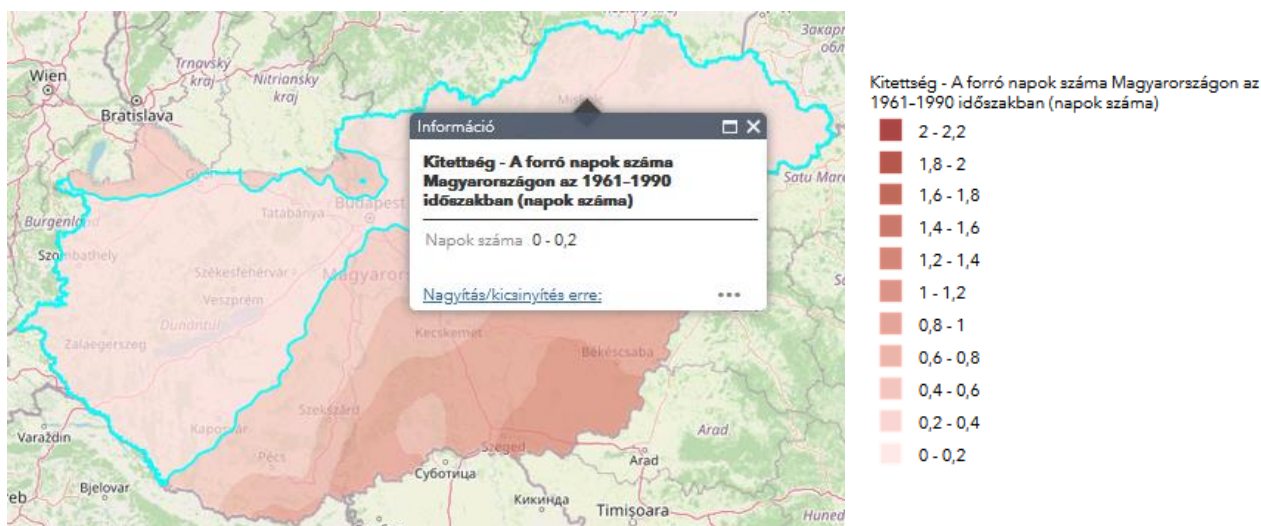 Закарп
обл
Trnavský
kraj
Nitriansky
kraj
Wien
Bratislava
Információ
Kitettség - A forró napok száma
Magyarországon az 1961-1990
időszakban (napok száma)
Napok száma 0 - 0,2
Nagyítás/kicsinyítés erre:
Satu Mare
Budapest
Tatabánya
Burgenland
Szombathely
Székesfehérvár
Veszprém
Dunántúl
Zalaegerszeg
Kecskemét
Békéscsaba
Szekszárd
Kaposvár
Pécs
Szeged
Varaždin
Arad
Суботица
Arad
Bjelovar
Кикинда
Timișoara
Huned
Kitettség - A forró napok száma Magyarországon az
1961-1990 időszakban (napok száma)
2 - 2,2
1,8 - 2
1,6 - 1,8
1,4 - 1,6
1,2 - 1,4
1 - 1,2
0,8 - 1
0,6 - 0,8
0,4 - 0,6
0,2 - 0,4
0 - 0,2